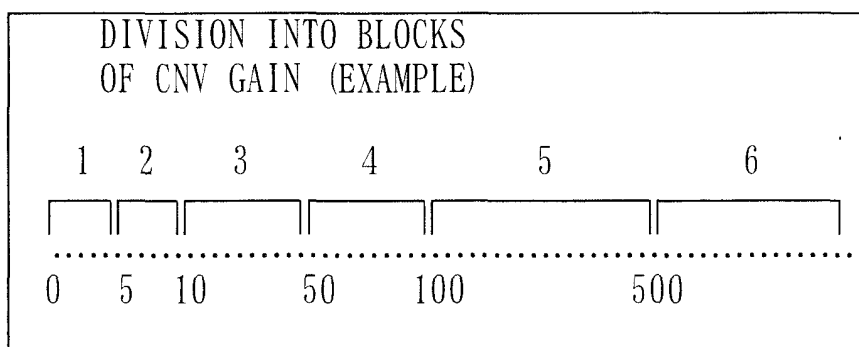 DIVISION INTO BLOCKS
OF CNV GAIN (EXAMPLE)
1 2 3 4 5 6
0 5 10 50 100 500